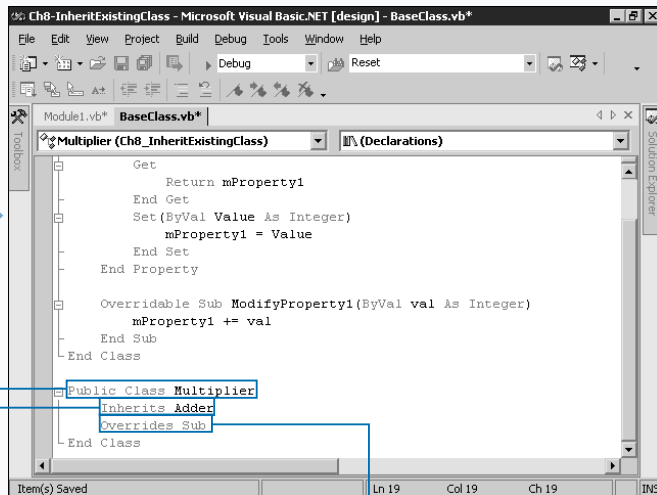 Ch8-InheritExistingClass - Microsoft Visual Basic.NET [design] - BaseClass.vb*
File Edit View Project Build Debug Tools Window Help
Debug Reset
Module1.vb* BaseClass.vb*
Toolbox
Solution Explorer
Multiplier (Ch8_InheritExistingClass) (Declarations)
Get
Return mProperty1
End Get
Set(ByVal Value As Integer)
mProperty1 = Value
End Set
End Property
Overridable Sub ModifyProperty1(ByVal val As Integer)
mProperty1 += val
End Sub
End Class
Public Class Multiplier
Inherits Adder
Overrides Sub
End Class
Item(s) Saved Ln 19 Col 19 Ch 19 INS